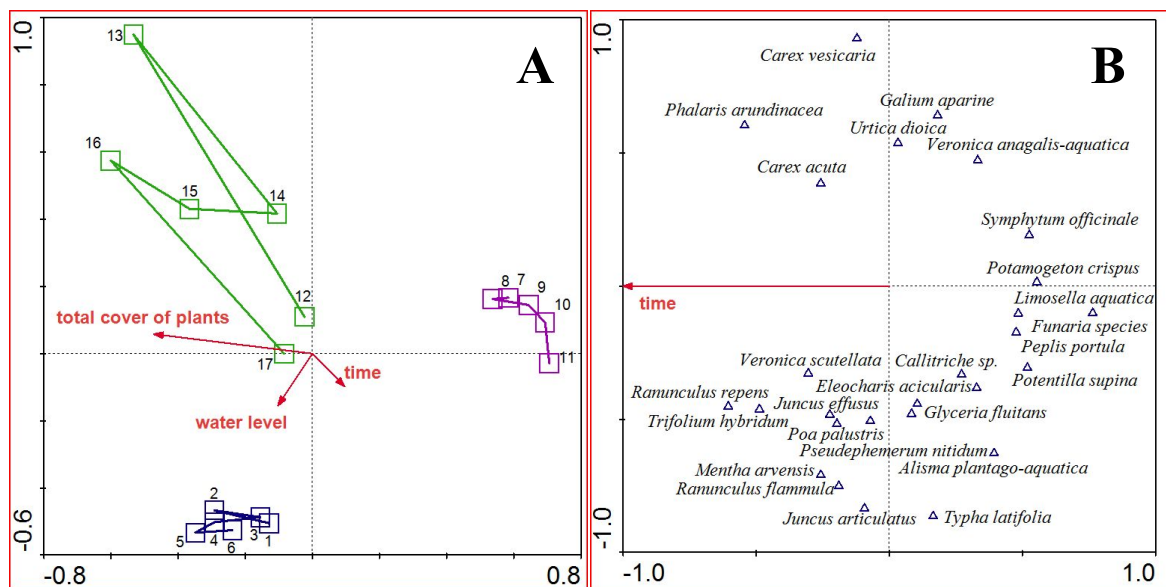 A
1.0
13
16
15
14
12
17
8
7
9
10
11
total cover of plants
time
water level
2
5
4
6
3
1
-0.6
-0.8
0.8
B
1.0
Carex vesicaria
Phalaris arundinacea
Galium aparine
Urtica dioica
Veronica anagalis-aquatica
Carex acuta
Symphytum officinale
Potamogeton crispus
time
Limosella aquatica
Funaria species
Peplis portula
Veronica scutellata
Callitriche sp.
Potentilla supina
Ranunculus repens
Eleocharis acicularis
Juncus effusus
Glyceria fluitans
Trifolium hybridum
Poa palustris
Pseudephemerum nitidum
Mentha arvensis
Alisma plantago-aquatica
Ranunculus flammula
Juncus articulatus
Typha latifolia
-1.0
-1.0
1.0